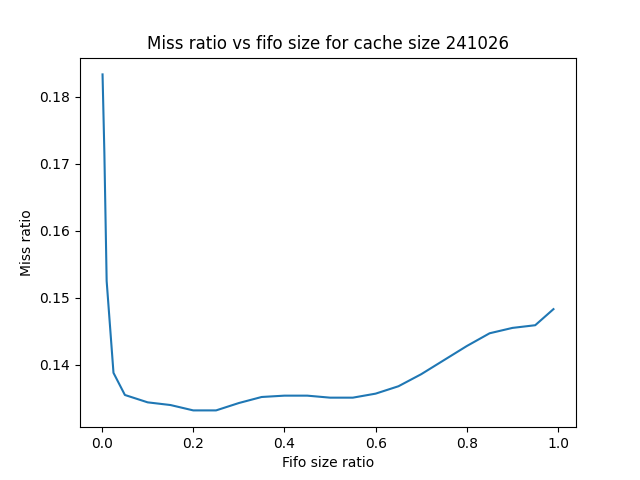 Miss ratio vs fifo size for cache size 241026
Miss ratio
0.18
0.17
0.16
0.15
0.14
0.0 0.2 0.4 0.6 0.8 1.0
Fifo size ratio